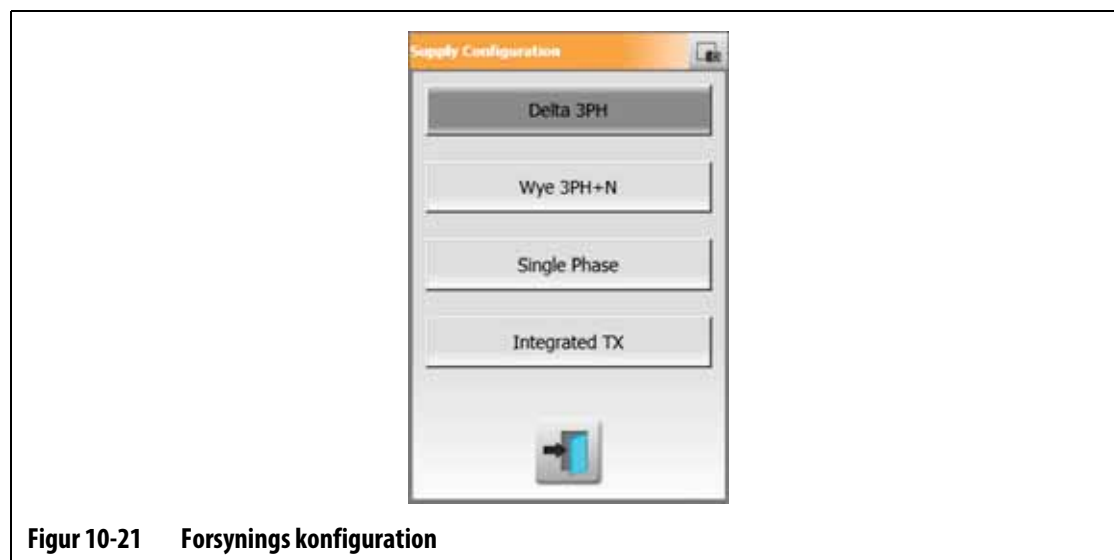 Supply Configuration
Delta 3PH
Wye 3PH+N
Single Phase
Integrated TX
Figur 10-21 Forsynings konfiguration